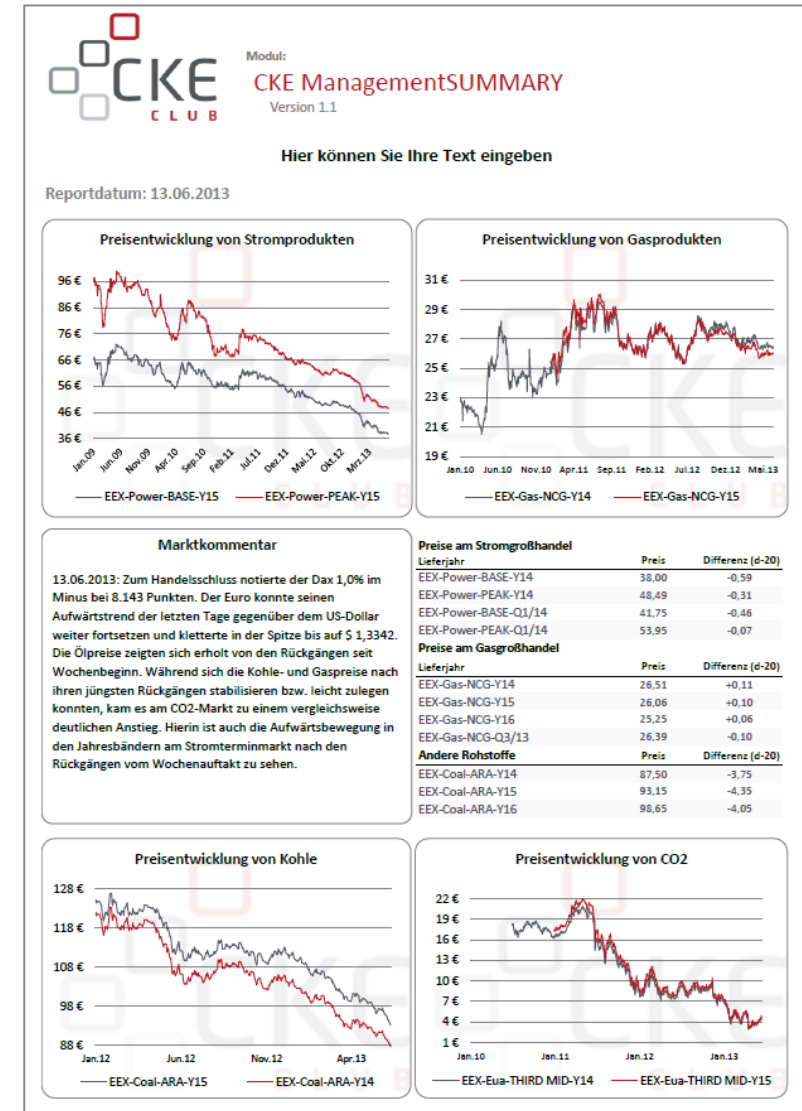 CKE
CLUB
Modul:
CKE ManagementSUMMARY
Version 1.1
Hier können Sie Ihre Text eingeben
Reportdatum: 13.06.2013
Preisentwicklung von Stromprodukten
96 €
86 €
76 €
66 €
56 €
46 €
36 €
Jan.09 Jun.09 Nov.09 Apr.10 Sep.10 Feb.11 Jul.11 Dez.11 Mai.12 Okt.12 Mrz.13
EEX-Power-BASE-Y15 EEX-Power-PEAK-Y15
Preisentwicklung von Gasprodukten
31 €
29 €
27 €
25 €
23 €
21 €
19 €
Jan.10 Jun.10 Nov.10 Apr.11 Sep.11 Feb.12 Jul.12 Dez.12 Mai.13
EEX-Gas-NCG-Y14 EEX-Gas-NCG-Y15
Marktkommentar
13.06.2013: Zum Handelsschluss notierte der Dax 1,0% im
Minus bei 8.143 Punkten. Der Euro konnte seinen
Aufwärtstrend der letzten Tage gegenüber dem US-Dollar
weiter fortsetzen und kletterte in der Spitze bis auf $ 1,3342.
Die Ölpreise zeigten sich erholt von den Rückgängen seit
Wochenbeginn. Während sich die Kohle- und Gaspreise nach
ihren jüngsten Rückgängen stabilisieren bzw. leicht zulegen
konnten, kam es am CO2-Markt zu einem vergleichsweise
deutlichen Anstieg. Hierin ist auch die Aufwärtsbewegung in
den Jahresbändern am Stromterminmarkt nach den
Rückgängen vom Wochenauftakt zu sehen.
Preise am Stromgroßhandel
Lieferjahr Preis Differenz (d-20)
EEX-Power-BASE-Y14 38,00 -0,59
EEX-Power-PEAK-Y14 48,49 -0,31
EEX-Power-BASE-Q1/14 41,75 -0,46
EEX-Power-PEAK-Q1/14 53,95 -0,07
Preise am Gasgroßhandel
Lieferjahr Preis Differenz (d-20)
EEX-Gas-NCG-Y14 26,51 +0,11
EEX-Gas-NCG-Y15 26,06 +0,10
EEX-Gas-NCG-Y16 25,25 +0,06
EEX-Gas-NCG-Q3/13 26,39 -0,10
Andere Rohstoffe Preis Differenz (d-20)
EEX-Coal-ARA-Y14 87,50 -3,75
EEX-Coal-ARA-Y15 93,15 -4,35
EEX-Coal-ARA-Y16 98,65 -4,05
Preisentwicklung von Kohle
128 €
118 €
108 €
98 €
88 €
Jan.12 Jun.12 Nov.12 Apr.13
EEX-Coal-ARA-Y15 EEX-Coal-ARA-Y14
Preisentwicklung von CO2
22 €
19 €
16 €
13 €
10 €
7 €
4 €
1 €
Jan.10 Jan.11 Jan.12 Jan.13
EEX-Eua-THIRD MID-Y14 EEX-Eua-THIRD MID-Y15